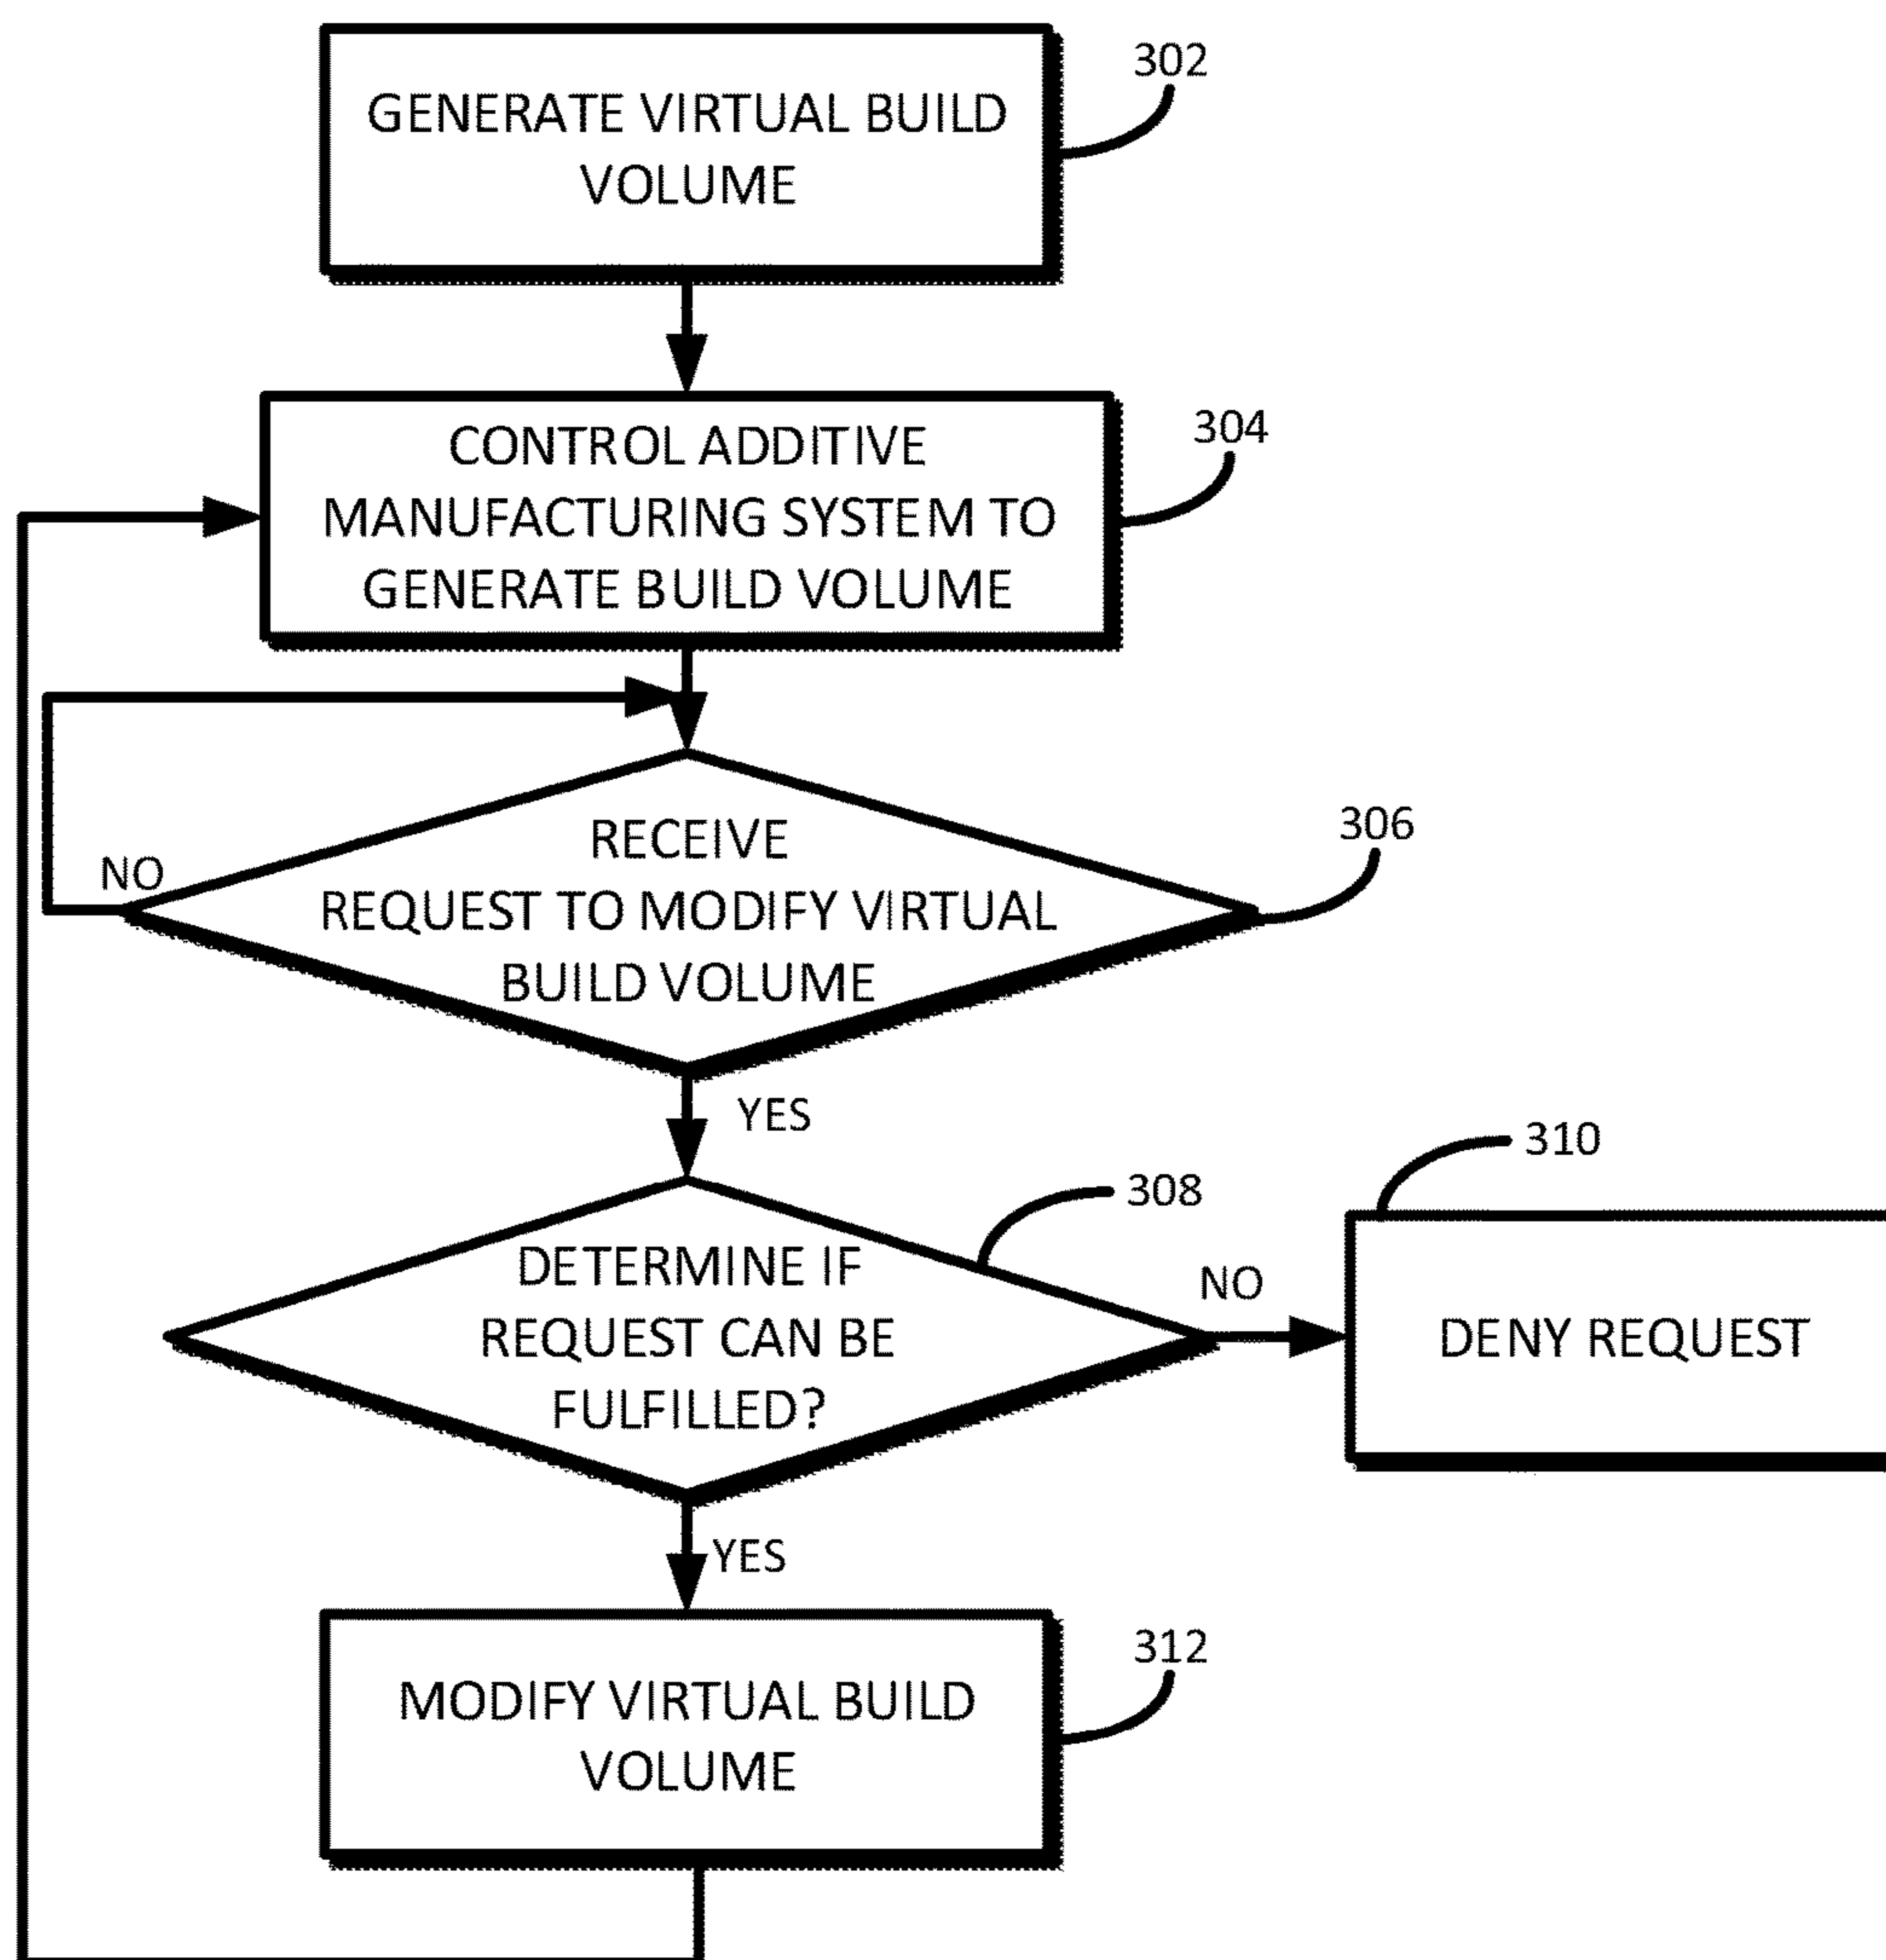 GENERATE VIRTUAL BUILD
VOLUME
302
CONTROL ADDITIVE
MANUFACTURING SYSTEM TO
GENERATE BUILD VOLUME
304
RECEIVE
REQUEST TO MODIFY VIRTUAL
BUILD VOLUME
306
NO
YES
DETERMINE IF
REQUEST CAN BE
FULFILLED?
308
NO
310
DENY REQUEST
YES
MODIFY VIRTUAL BUILD
VOLUME
312